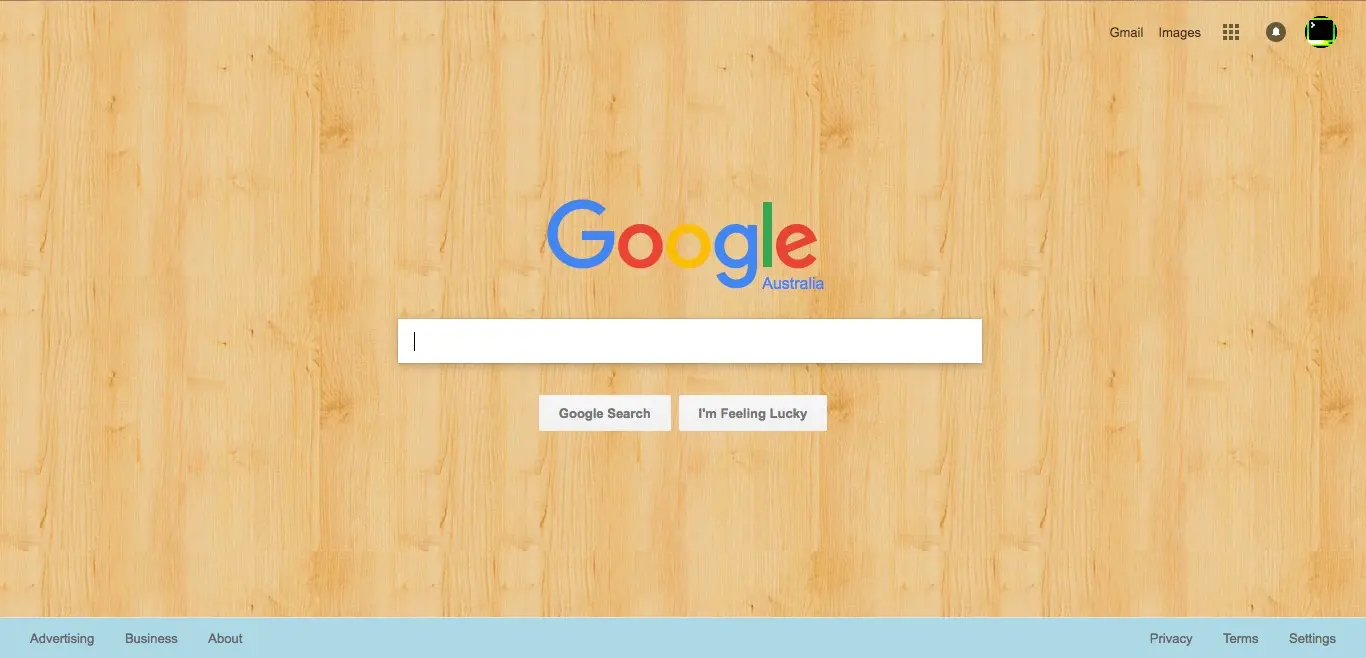 Gmail Images
Google
Australia
Google Search I'm Feeling Lucky
Advertising Business About Privacy Terms Settings